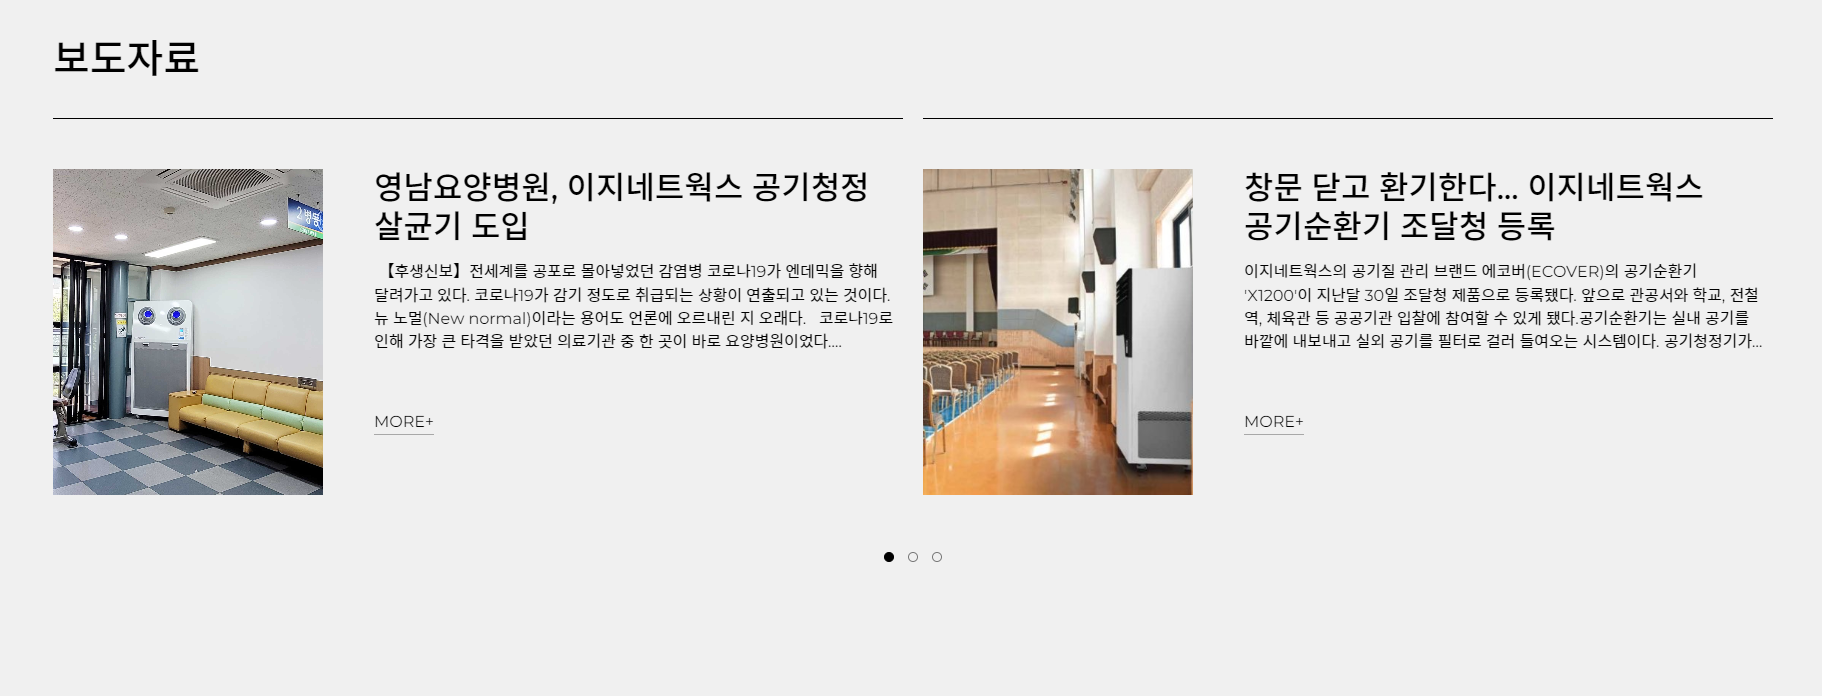 보도자료
영남요양병원, 이지네트웍스 공기청정
살균기 도입
【후생신보】전세계를 공포로 몰아넣었던 감염병 코로나19가 엔데믹을 향해
달려가고 있다. 코로나19가 감기 정도로 취급되는 상황이 연출되고 있는 것이다.
뉴 노멀(New normal)이라는 용어도 언론에 오르내린 지 오래다. 코로나19로
인해 가장 큰 타격을 받았던 의료기관 중 한 곳이 바로 요양병원이었다....
MORE+
2병동
창문 닫고 환기한다... 이지네트웍스
공기순환기 조달청 등록
이지네트웍스의 공기질 관리 브랜드 에코버(ECOVER)의 공기순환기
'X1200'이 지난달 30일 조달청 제품으로 등록됐다. 앞으로 관공서와 학교, 전철
역, 체육관 등 공공기관 입찰에 참여할 수 있게 됐다.공기순환기는 실내 공기를
바깥에 내보내고 실외 공기를 필터로 걸러 들여오는 시스템이다. 공기청정기가...
MORE+